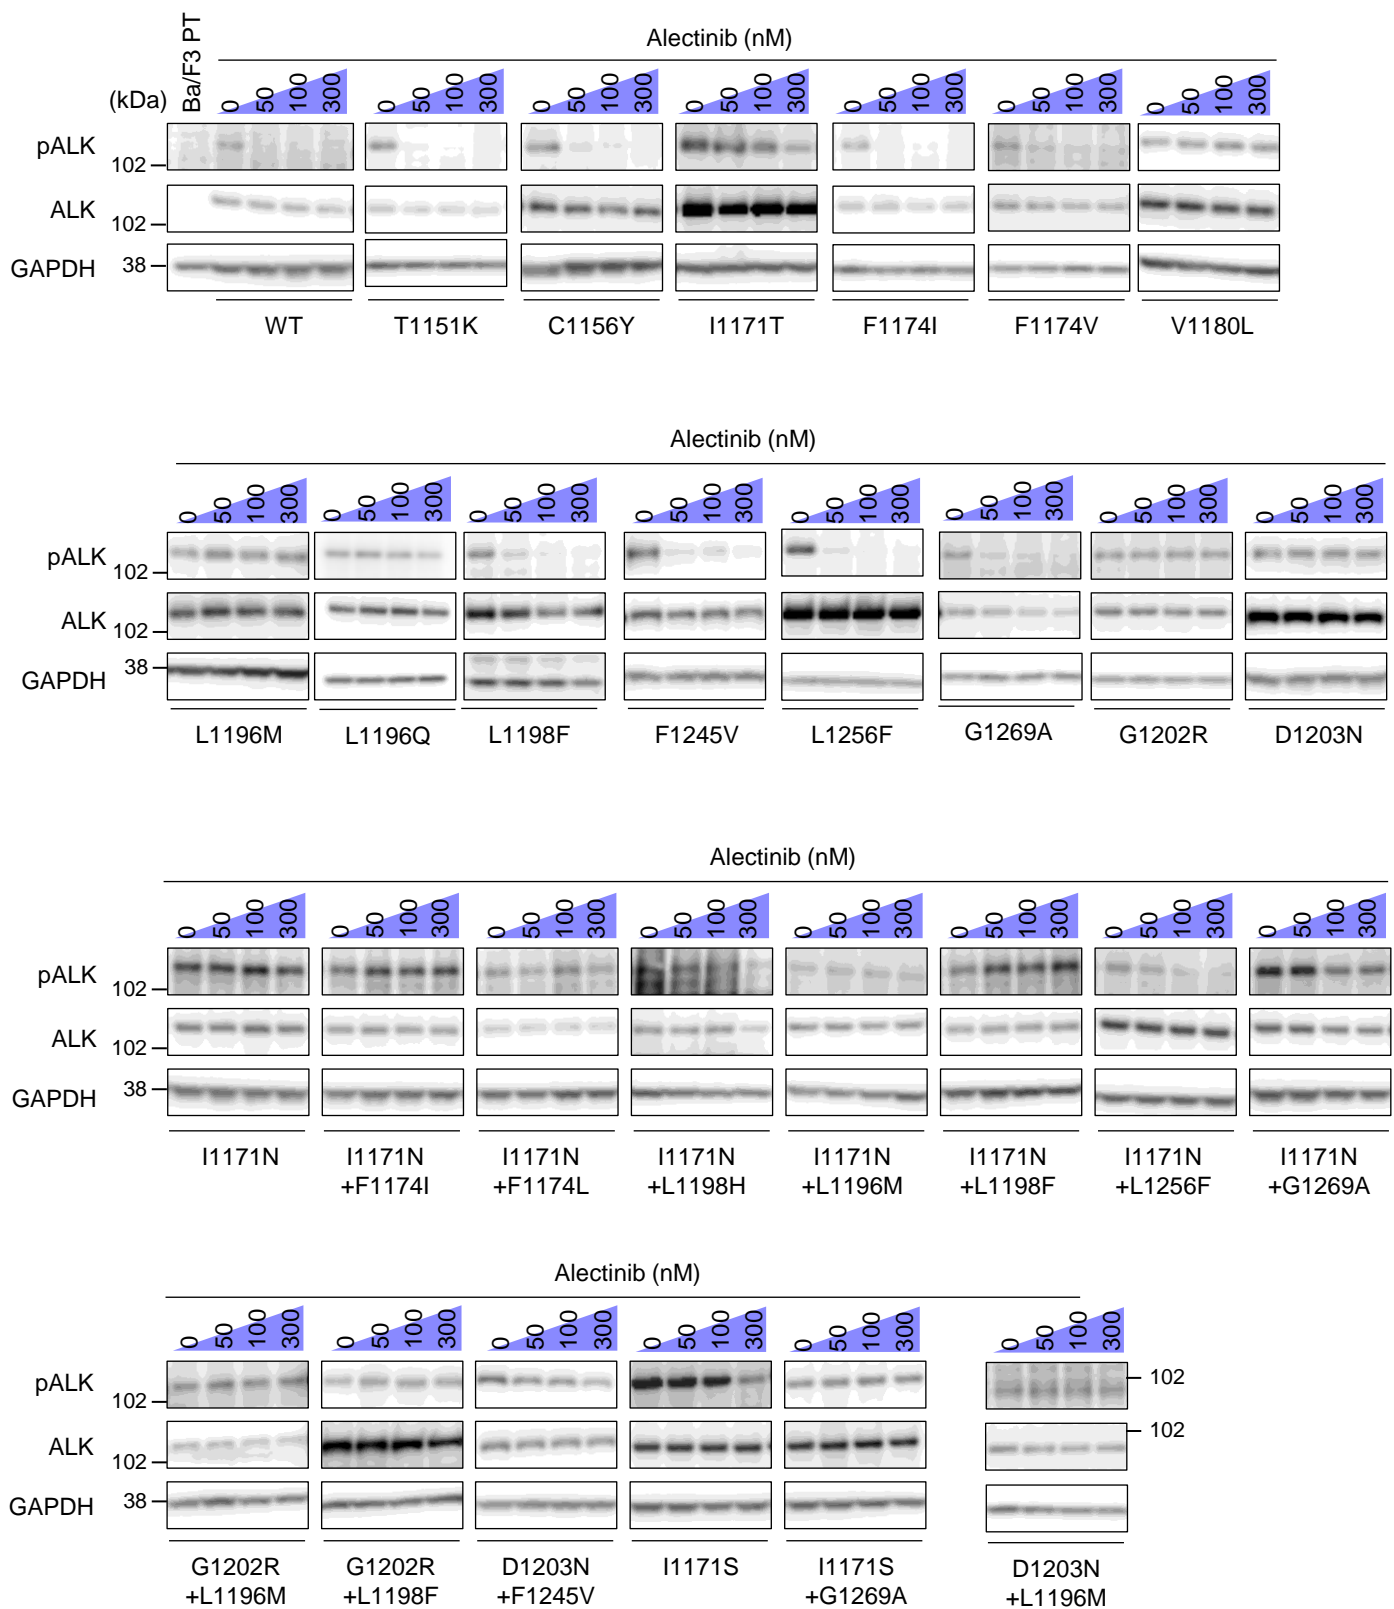 Alectinib (nM)
Ba/F3 PT
(kDa) 0 50 100 300 0 50 100 300 0 50 100 300 0 50 100 300 0 50 100 300 0 50 100 300 0 50 100 300
pALK
102
ALK
102
GAPDH 38
WT T1151K C1156Y I1171T F1174I F1174V V1180L
Alectinib (nM)
0 50 100 300 0 50 100 300 0 50 100 300 0 50 100 300 0 50 100 300 0 50 100 300 0 50 100 300 0 50 100 300
pALK
102
ALK
102
38
GAPDH
L1196M L1196Q L1198F F1245V L1256F G1269A G1202R D1203N
Alectinib (nM)
0 50 100 300 0 50 100 300 0 50 100 300 0 50 100 300 0 50 100 300 0 50 100 300 0 50 100 300 0 50 100 300
pALK
102
ALK
102
38
GAPDH
I1171N I1171N I1171N I1171N I1171N I1171N I1171N I1171N
+F1174I +F1174L +L1198H +L1196M +L1198F +L1256F +G1269A
Alectinib (nM)
0 50 100 300 0 50 100 300 0 50 100 300 0 50 100 300 0 50 100 300 0 50 100 300
pALK 102
102
ALK 102
102
GAPDH 38
G1202R G1202R D1203N I1171S I1171S D1203N
+L1196M +L1198F +F1245V +G1269A +L1196M